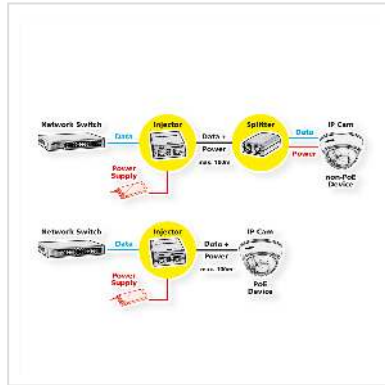 Network Switch
Injector
Splitter
IP Cam
Data
Data +
Power
max. 100m
Data
Power
Power
Supply
non-PoE
Device
Network Switch
Injector
IP Cam
Data
Data +
Power
max. 100m
Power
Supply
PoE
Device